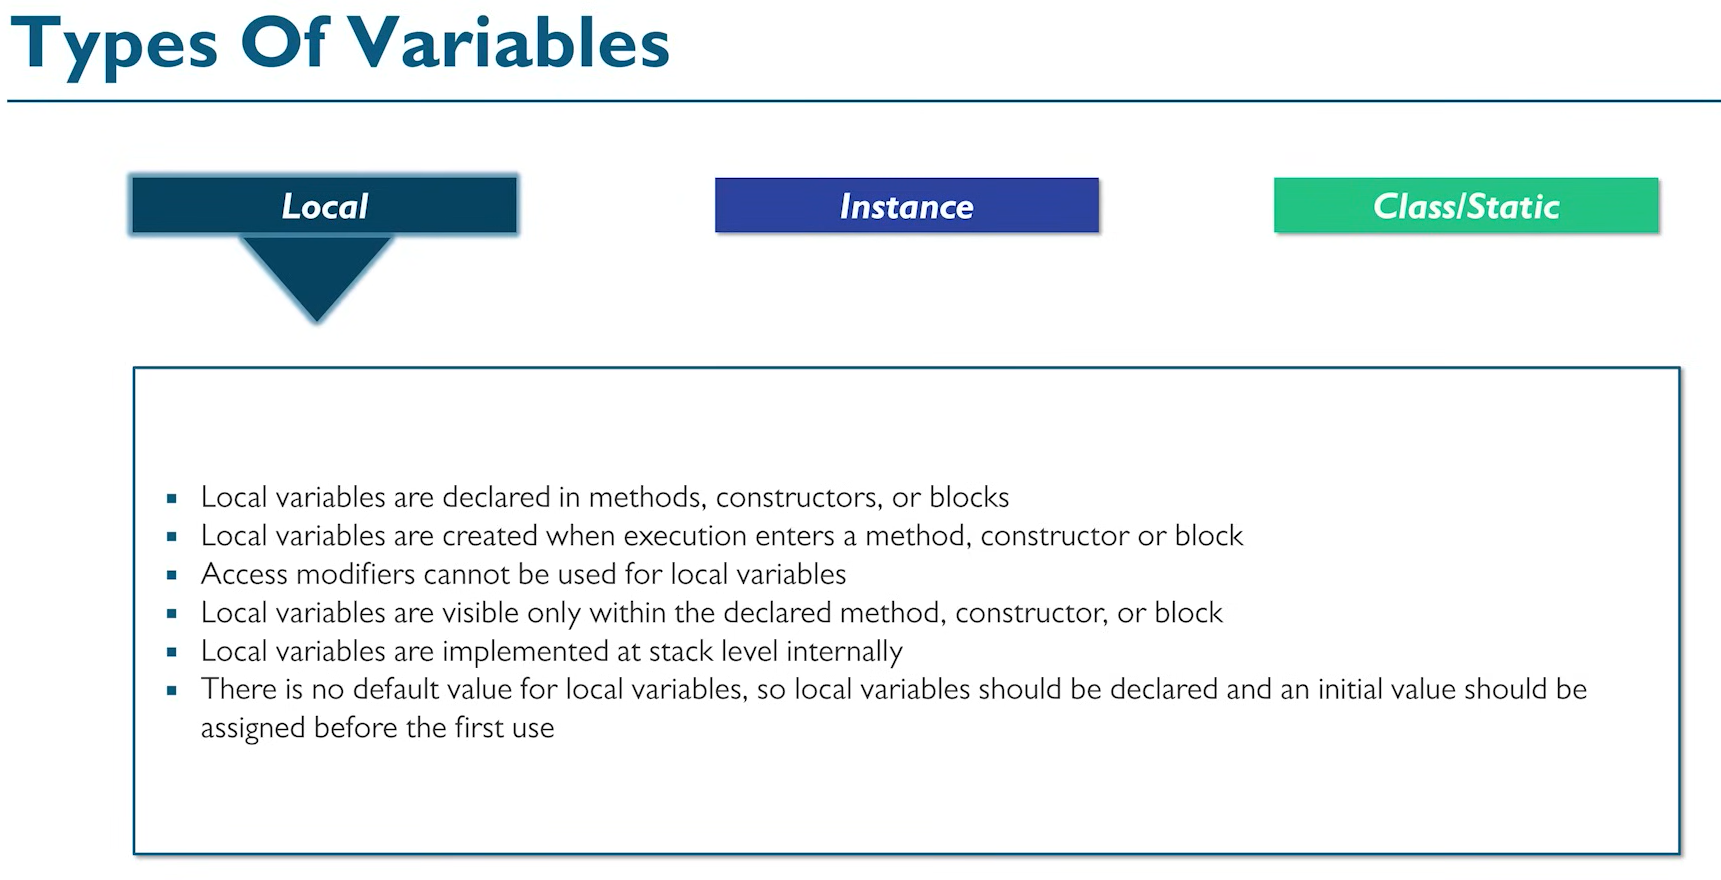 Types Of Variables
Local
Instance
Class/Static
▪ Local variables are declared in methods, constructors, or blocks
▪ Local variables are created when execution enters a method, constructor or block
▪ Access modifiers cannot be used for local variables
▪ Local variables are visible only within the declared method, constructor, or block
▪ Local variables are implemented at stack level internally
▪ There is no default value for local variables, so local variables should be declared and an initial value should be
assigned before the first use